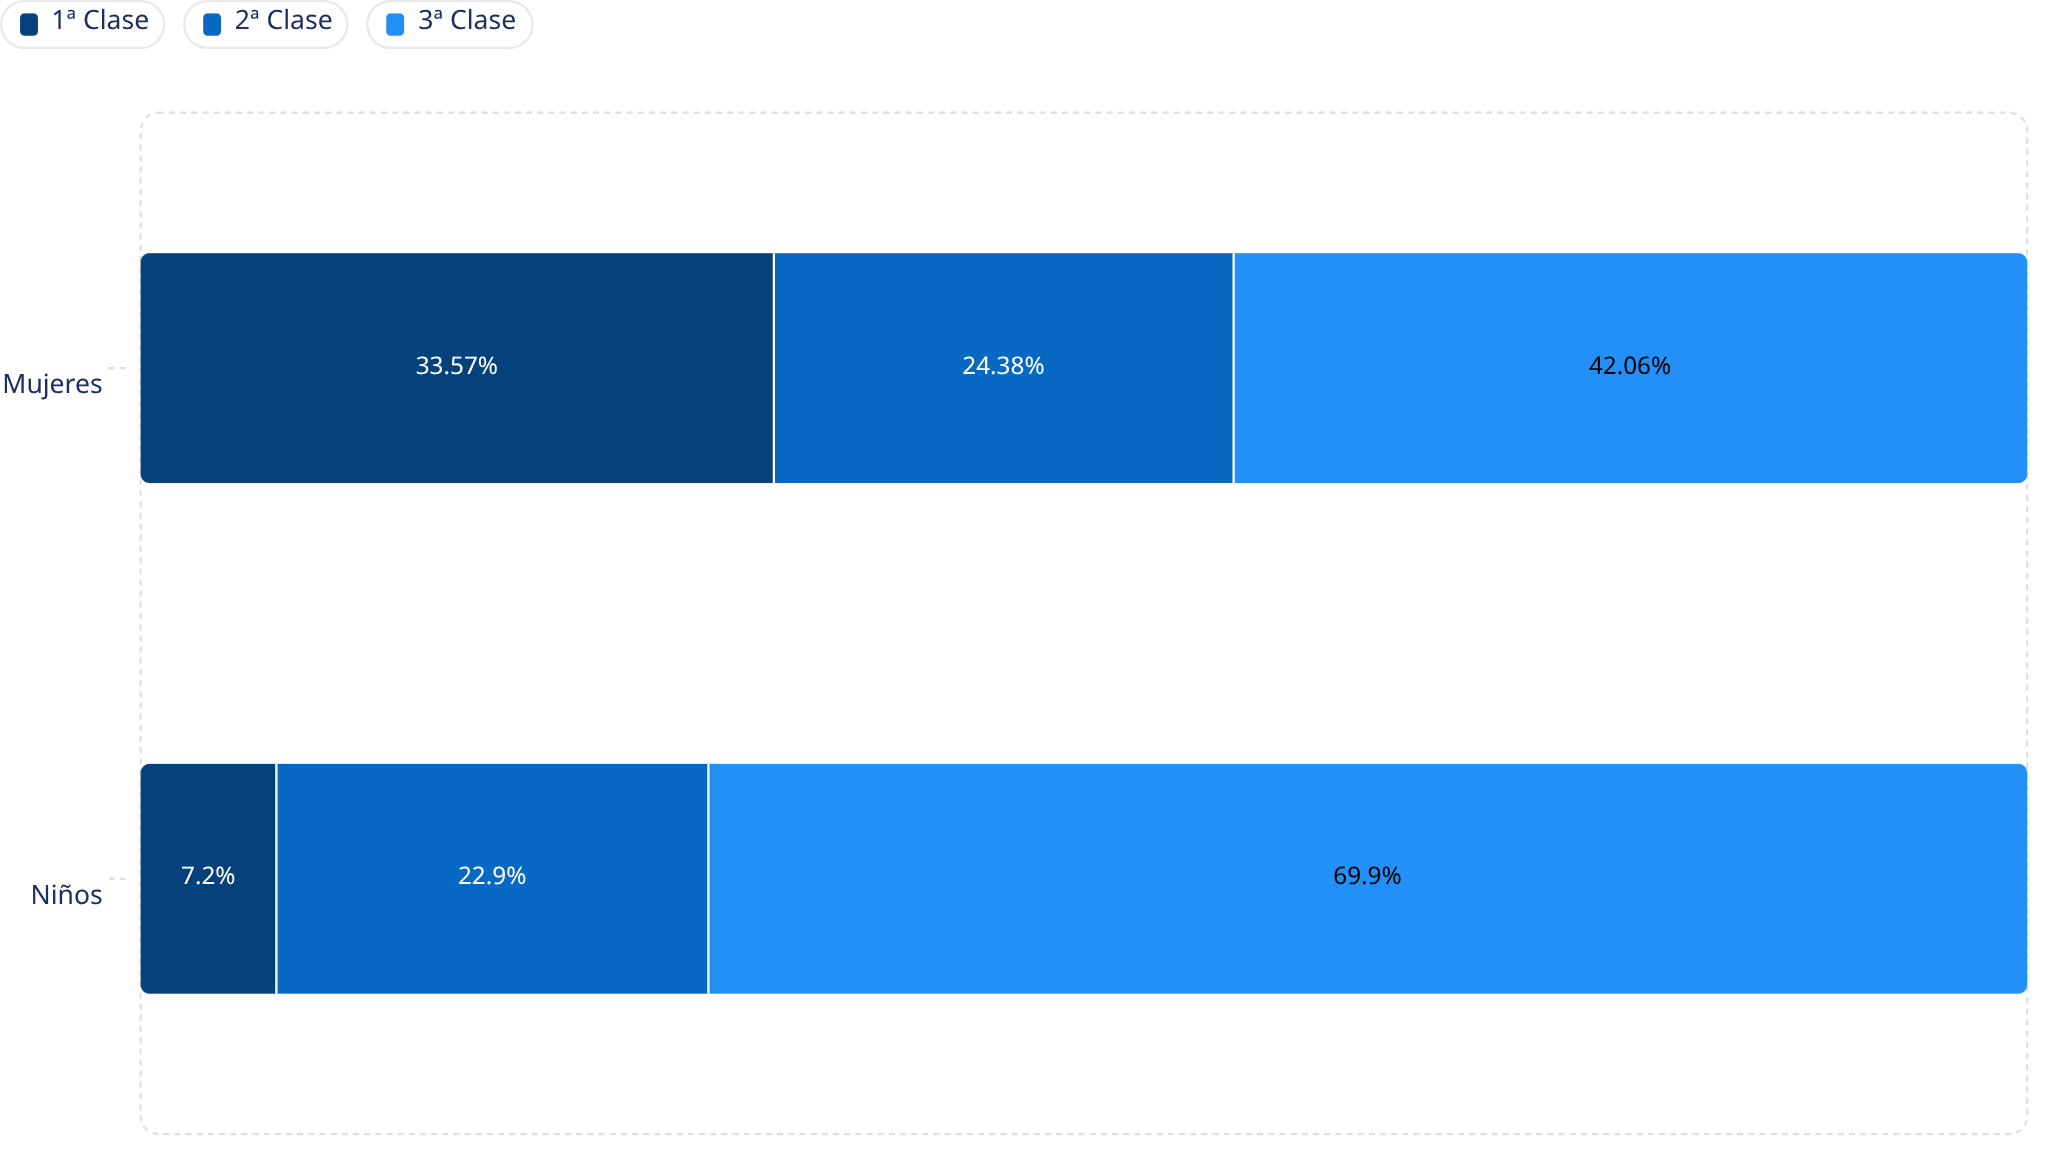 1ª Clase 2ª Clase 3ª Clase
Mujeres 33.57% 24.38% 42.06%
Niños 7.2% 22.9% 69.9%